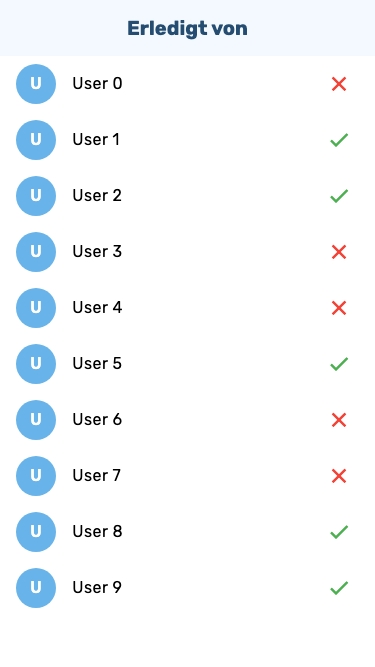 Erledigt von
U User 0
U User 1
U User 2
U User 3
U User 4
U User 5
U User 6
U User 7
U User 8
U User 9